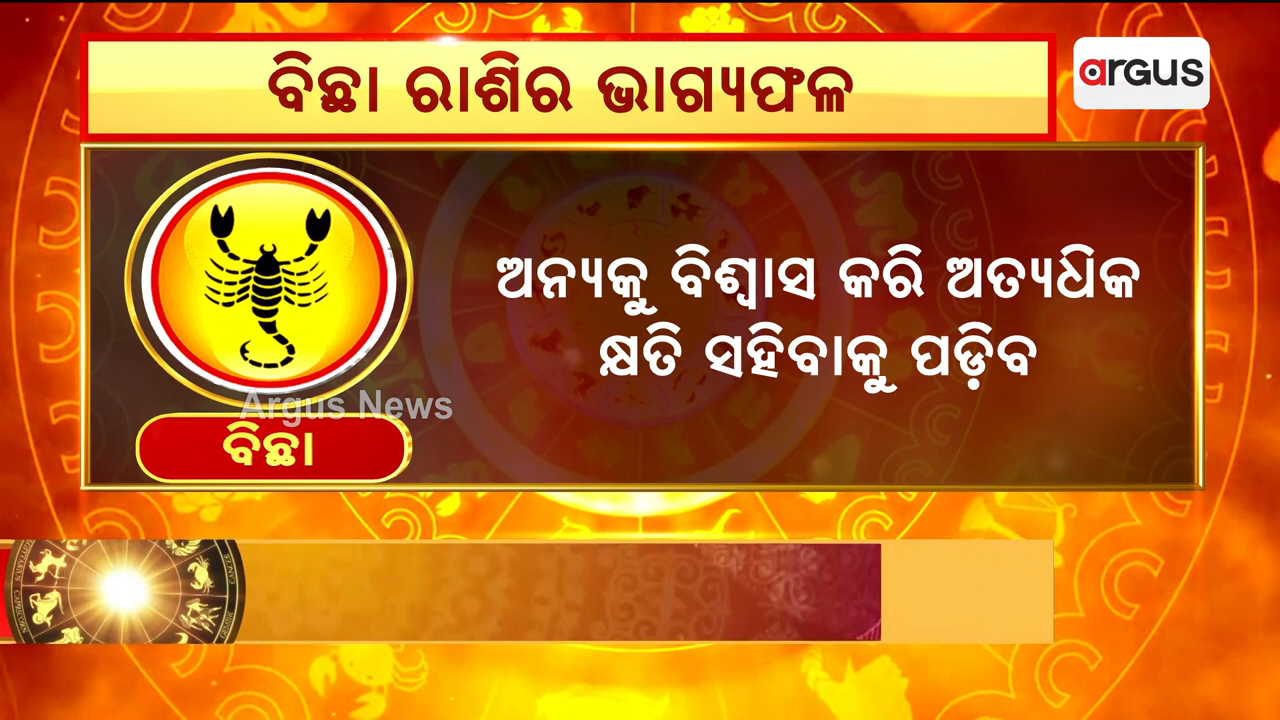 ବିଛା ରାଶିର ଭାଗ୍ୟଫଳ
argus
ଅନ୍ୟକୁ ବିଶ୍ୱାସ କରି ଅତ୍ୟଧିକ
କ୍ଷତି ସହିବାକୁ ପଡ଼ିବ
Argus News
ବିଛା